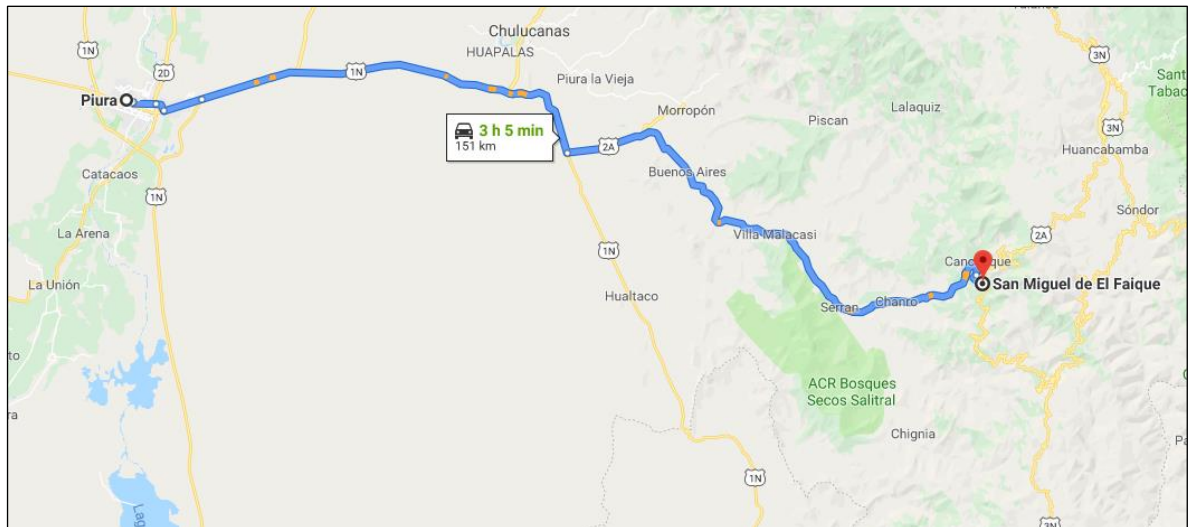 Chulucanas
HUAPALAS
1N
1N
2D
3N
Piura la Vieja
Piura
Morropón
Lalaquiz
Piscan
3N
3 h 5 min
151 km
2A
Huancabamba
Catacaos
Buenos Aires
1N
Sóndor
La Arena
Villa Malacasi
2A
1N
La Unión
Hualtaco
San Miguel de El Faique
Serran
Chanro
ACR Bosques
Secos Salitral
Chignia
1N
3N